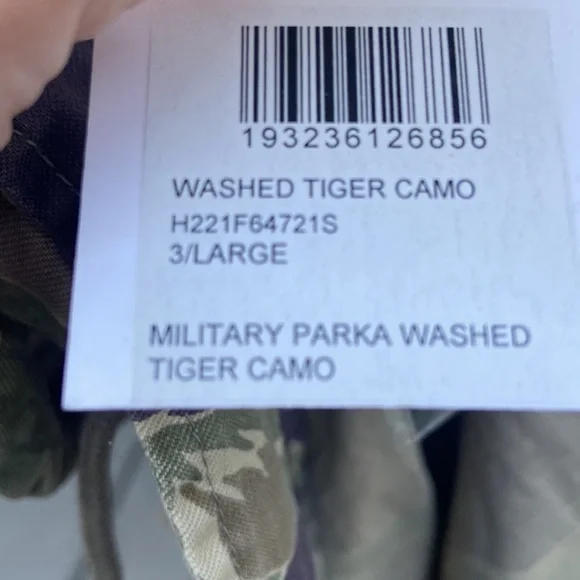 193236126856
WASHED TIGER CAMO
H221F64721S
3/LARGE
MILITARY PARKA WASHED
TIGER CAMO